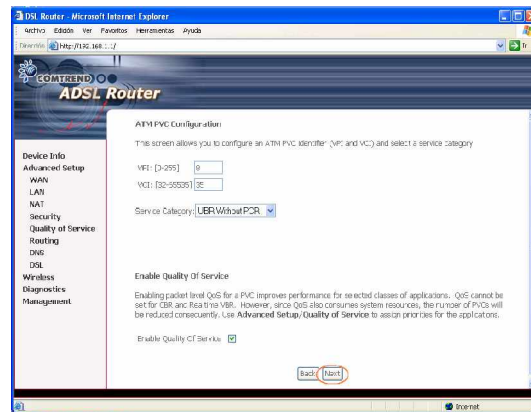 DSL Router - Microsoft Internet Explorer
Archivo Edición Ver Favoritos Herramientas Ayuda
Dirección http://192.168.1.1/ Ir
COMTREND
ADSL Router
Device Info
Advanced Setup
WAN
LAN
NAT
Security
Quality of Service
Routing
DNS
DSL
Wireless
Diagnostics
Management
ATM PVC Configuration
This screen allows you to configure an ATM PVC identifier (VPI and VCI) and select a service category
VPI: [0-255]
VCI: [32-65535] 35
Service Category: UBR Without PCR
Enable Quality Of Service
Enabling packet level QoS for a PVC improves performance for selected classes of applications. QoS cannot be
set for CBR and Realtime VBR. However, since QoS also consumes system resources, the number of PVCs will
be reduced consequently. Use Advanced Setup/Quality of Service to assign priorities for the applications.
Enable Quality Of Service
Back Next
Internet